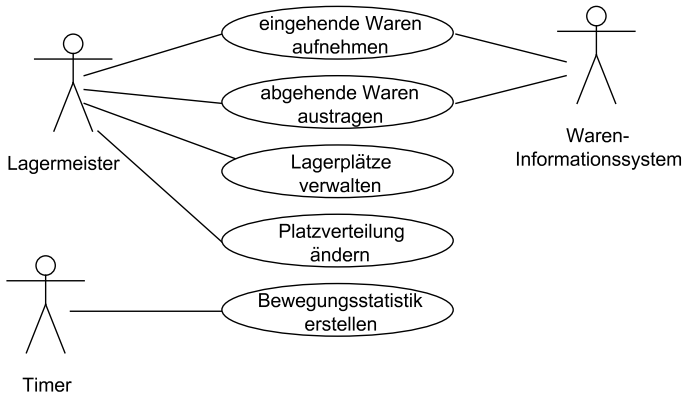 eingehende Waren
aufnehmen
abgehende Waren
austragen
Lagermeister
Waren-
Informationssystem
Lagerplätze
verwalten
Platzverteilung
ändern
Bewegungsstatistik
erstellen
Timer